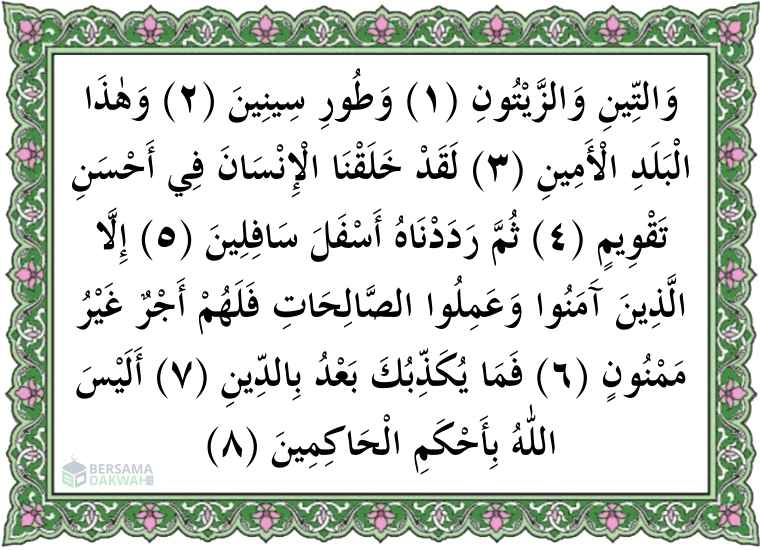 وَالتِّينِ وَالزَّيْتُونِ (١) وَطُورِ سِينِينَ (٢) وَهٰذَا
الْبَلَدِ الْأَمِينِ (٣) لَقَدْ خَلَقْنَا الْإِنْسَانَ فِي أَحْسَنِ
تَقْوِيمٍ (٤) ثُمَّ رَدَدْنَاهُ أَسْفَلَ سَافِلِينَ (٥) إِلَّا
الَّذِينَ آَمَنُوا وَعَمِلُوا الصَّالِحَاتِ فَلَهُمْ أَجْرٌ غَيْرُ
مَمْنُونٍ (٦) فَمَا يُكَذِّبُكَ بَعْدُ بِالدِّينِ (٧) أَلَيْسَ
اللّٰهُ بِأَحْكَمِ الْحَاكِمِينَ (٨)
BERSAMA
DAKWAH